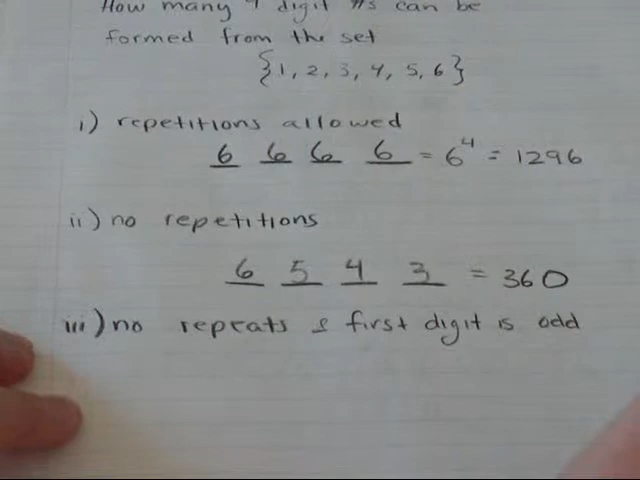 How many 4 digit #s can be
formed from the set
{1, 2, 3, 4, 5, 6}
i) repetitions allowed
6 6 6 6 = 6^4 = 1296
ii) no repetitions
6 5 4 3 = 360
iii) no repeats & first digit is odd